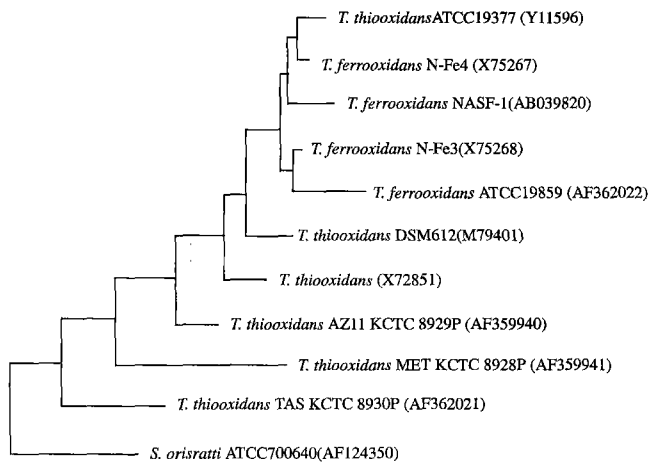 T. thiooxidansATCC19377 (Y11596)
T. ferrooxidans N-Fe4 (X75267)
T. ferrooxidans NASF-1(AB039820)
T. ferrooxidans N-Fe3(X75268)
T. ferrooxidans ATCC19859 (AF362022)
T. thiooxidans DSM612(M79401)
T. thiooxidans (X72851)
T. thiooxidans AZ11 KCTC 8929P (AF359940)
T. thiooxidans MET KCTC 8928P (AF359941)
T. thiooxidans TAS KCTC 8930P (AF362021)
S. orisratti ATCC700640(AF124350)